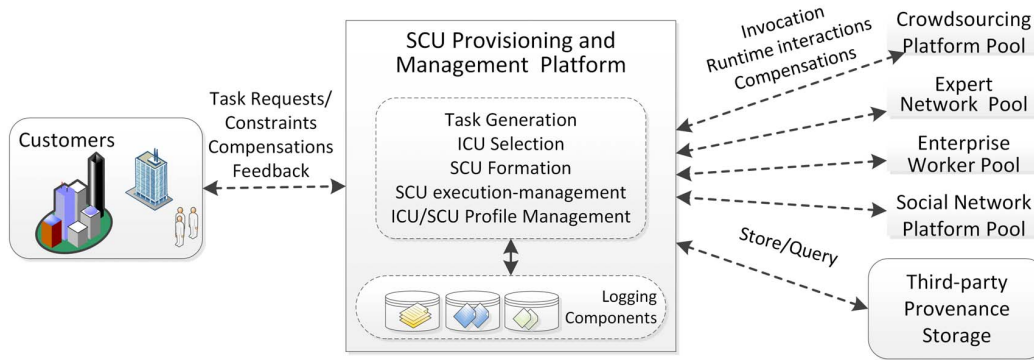 Customers
Task Requests/
Constraints
Compensations
Feedback
SCU Provisioning and
Management Platform
Task Generation
ICU Selection
SCU Formation
SCU execution-management
ICU/SCU Profile Management
Logging
Components
Invocation
Runtime interactions
Compensations
Store/Query
Crowdsourcing
Platform Pool
Expert
Network Pool
Enterprise
Worker Pool
Social Network
Platform Pool
Third-party
Provenance
Storage